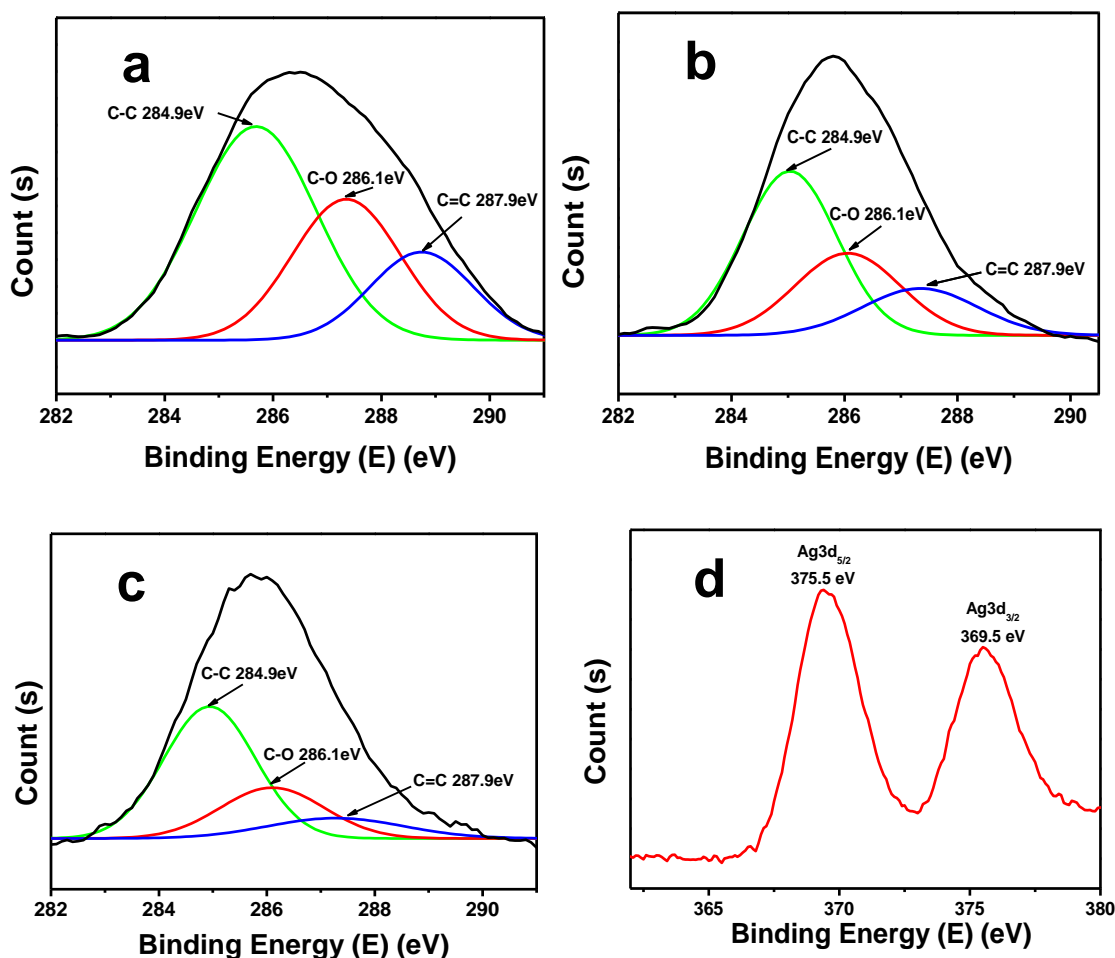 a
C-C 284.9eV
C-O 286.1eV
C=C 287.9eV
Count (s)
282 284 286 288 290
Binding Energy (E) (eV)
b
C-C 284.9eV
C-O 286.1eV
C=C 287.9eV
Count (s)
282 284 286 288 290
Binding Energy (E) (eV)
c
C-C 284.9eV
C-O 286.1eV
C=C 287.9eV
Count (s)
282 284 286 288 290
Binding Energy (E) (eV)
d
Ag3d5/2
375.5 eV
Ag3d3/2
369.5 eV
Count (s)
365 370 375 380
Binding Energy (E) (eV)